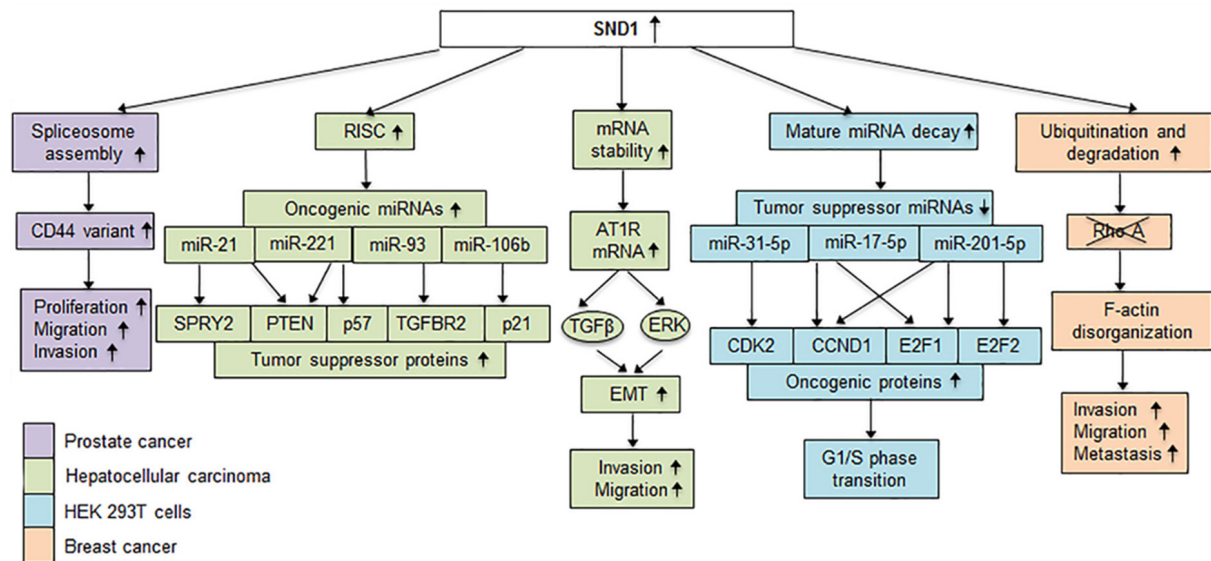 SND1 ↑
Spliceosome
assembly ↑
CD44 variant ↑
Proliferation ↑
Migration ↑
Invasion ↑
RISC ↑
Oncogenic miRNAs ↑
miR-21 miR-221 miR-93 miR-106b
SPRY2 PTEN p57 TGFBR2 p21
Tumor suppressor proteins ↑
mRNA
stability ↑
AT1R
mRNA ↑
TGFβ ERK
EMT ↑
Invasion ↑
Migration ↑
Mature miRNA decay ↑
Tumor suppressor miRNAs ↓
miR-31-5p miR-17-5p miR-201-5p
CDK2 CCND1 E2F1 E2F2
Oncogenic proteins ↑
G1/S phase
transition
Ubiquitination and
degradation ↑
Rho A
F-actin
disorganization
Invasion ↑
Migration ↑
Metastasis ↑
Prostate cancer
Hepatocellular carcinoma
HEK 293T cells
Breast cancer